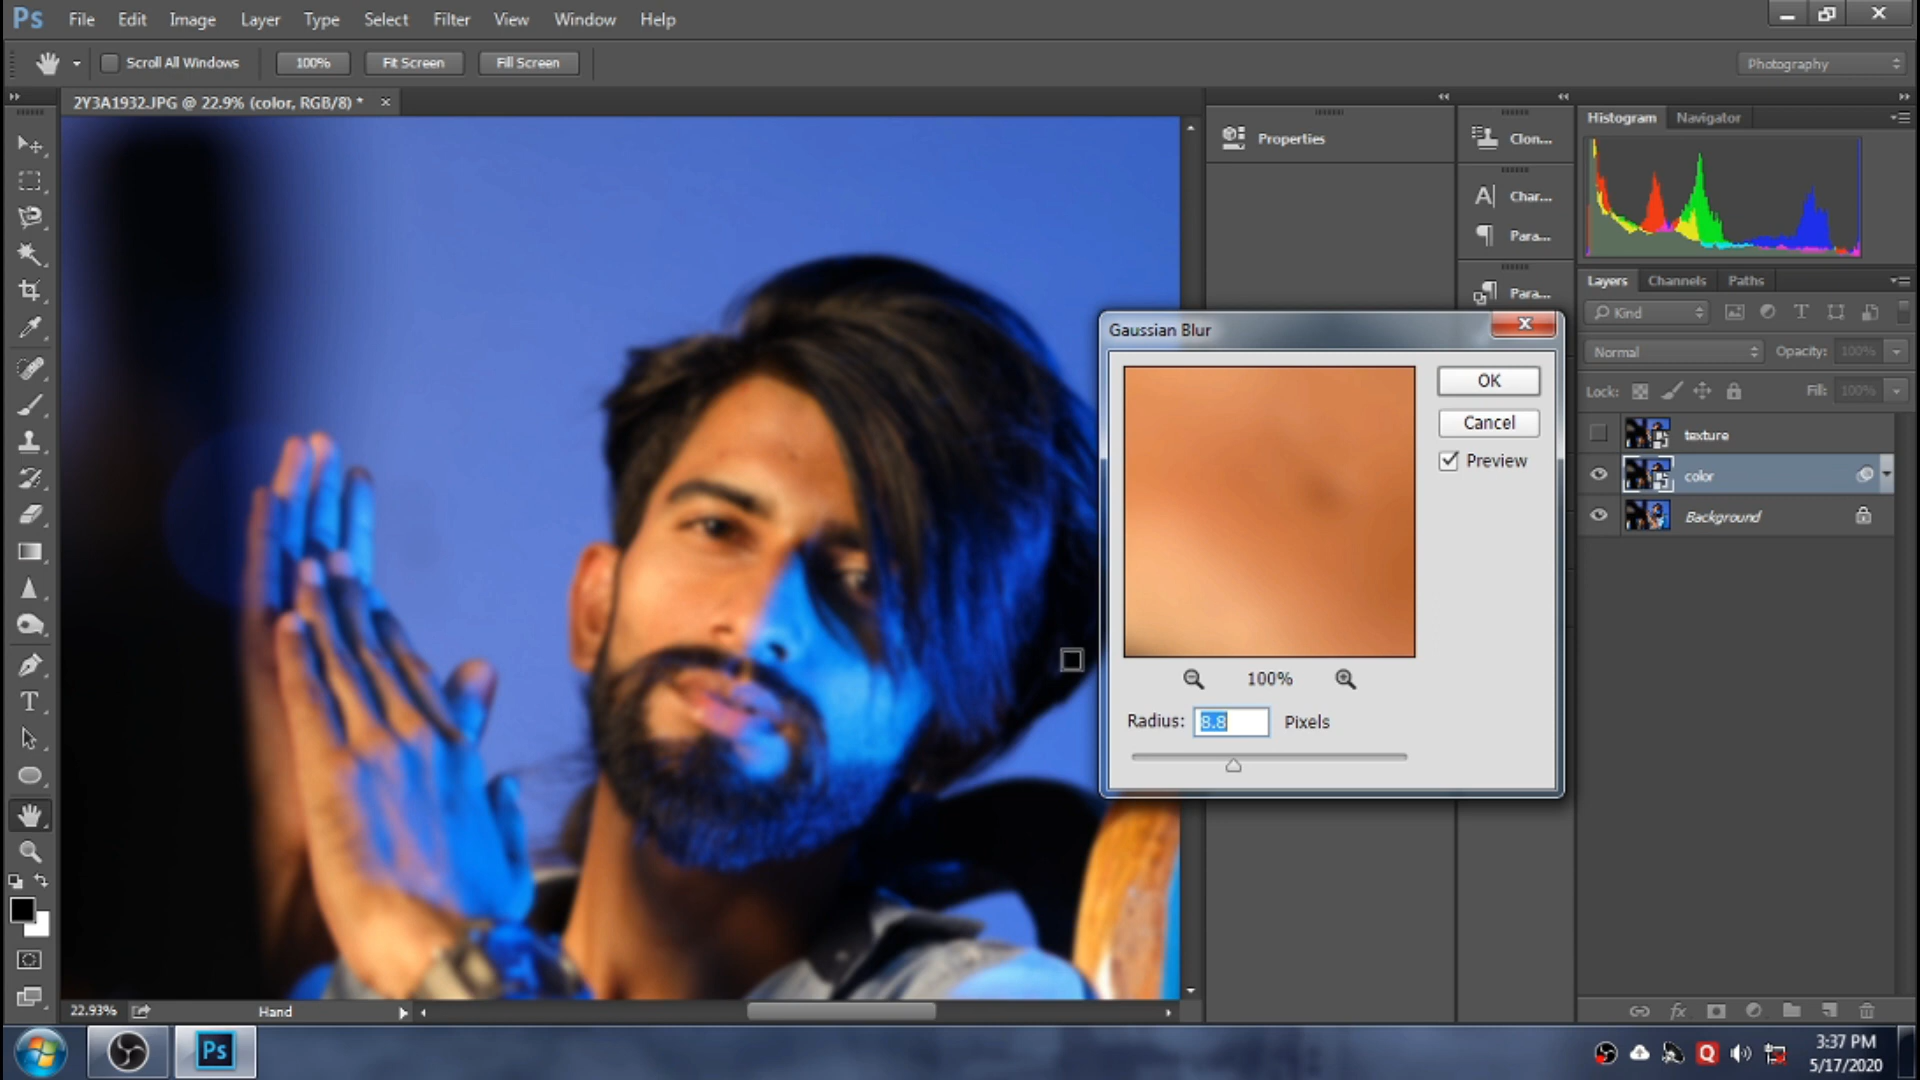 Ps File Edit Image Layer Type Select Filter View Window Help
Scroll All Windows 100% Fit Screen Fill Screen Photography
2Y3A1932.JPG @ 22.9% (color, RGB/8) *
Properties
Clon...
Char...
Para...
Para...
Histogram Navigator
Layers Channels Paths
Kind
Normal Opacity: 100%
Lock: Fill: 100%
texture
color
Background
Gaussian Blur
OK
Cancel
Preview
100%
Radius: 8.8 Pixels
22.93% Hand
Ps
3:37 PM
5/17/2020